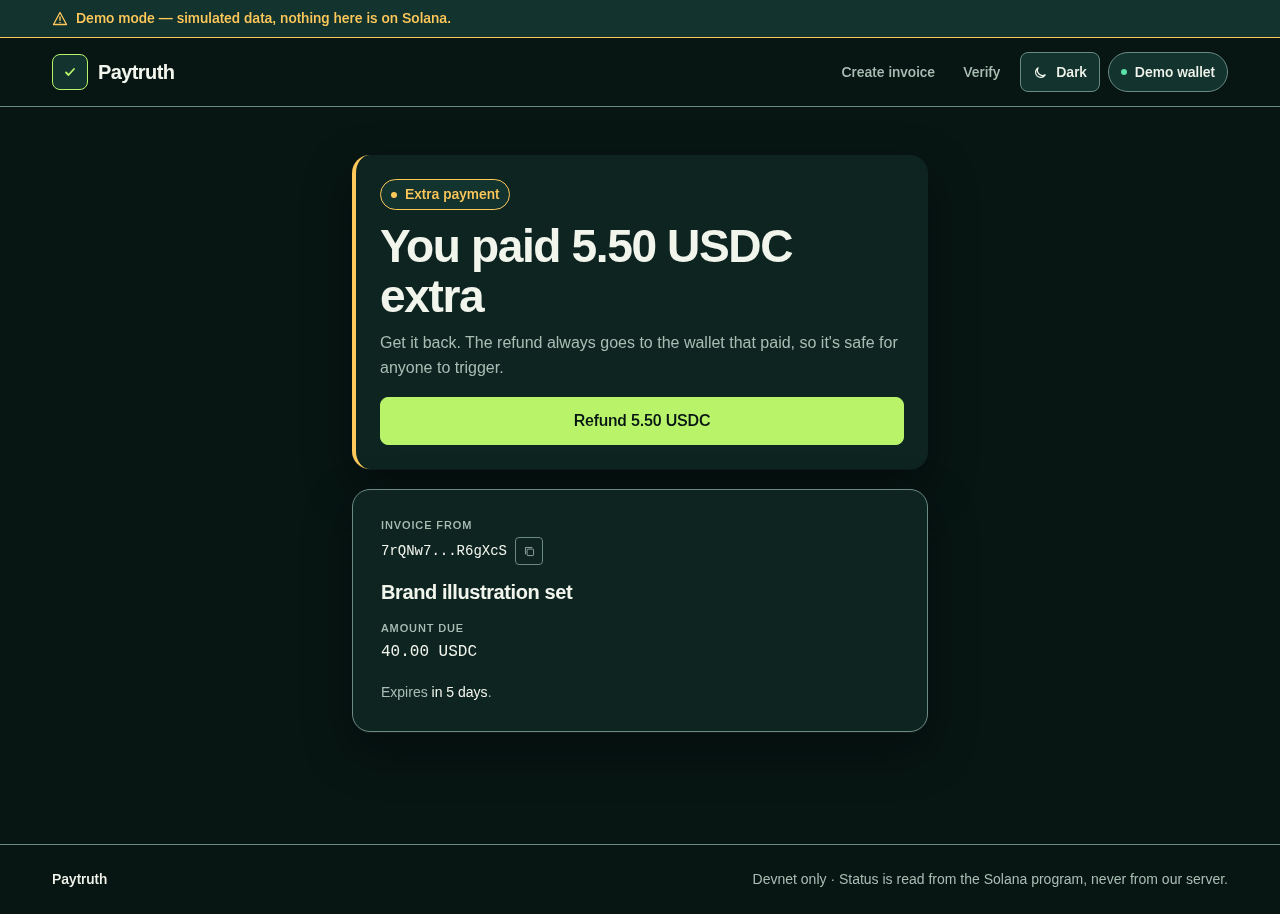 Demo mode — simulated data, nothing here is on Solana.
Paytruth
Create invoice
Verify
Dark
Demo wallet
Extra payment
You paid 5.50 USDC
extra
Get it back. The refund always goes to the wallet that paid, so it's safe for
anyone to trigger.
Refund 5.50 USDC
INVOICE FROM
7rQNw7...R6gXcS
Brand illustration set
AMOUNT DUE
40.00 USDC
Expires in 5 days.
Paytruth
Devnet only · Status is read from the Solana program, never from our server.